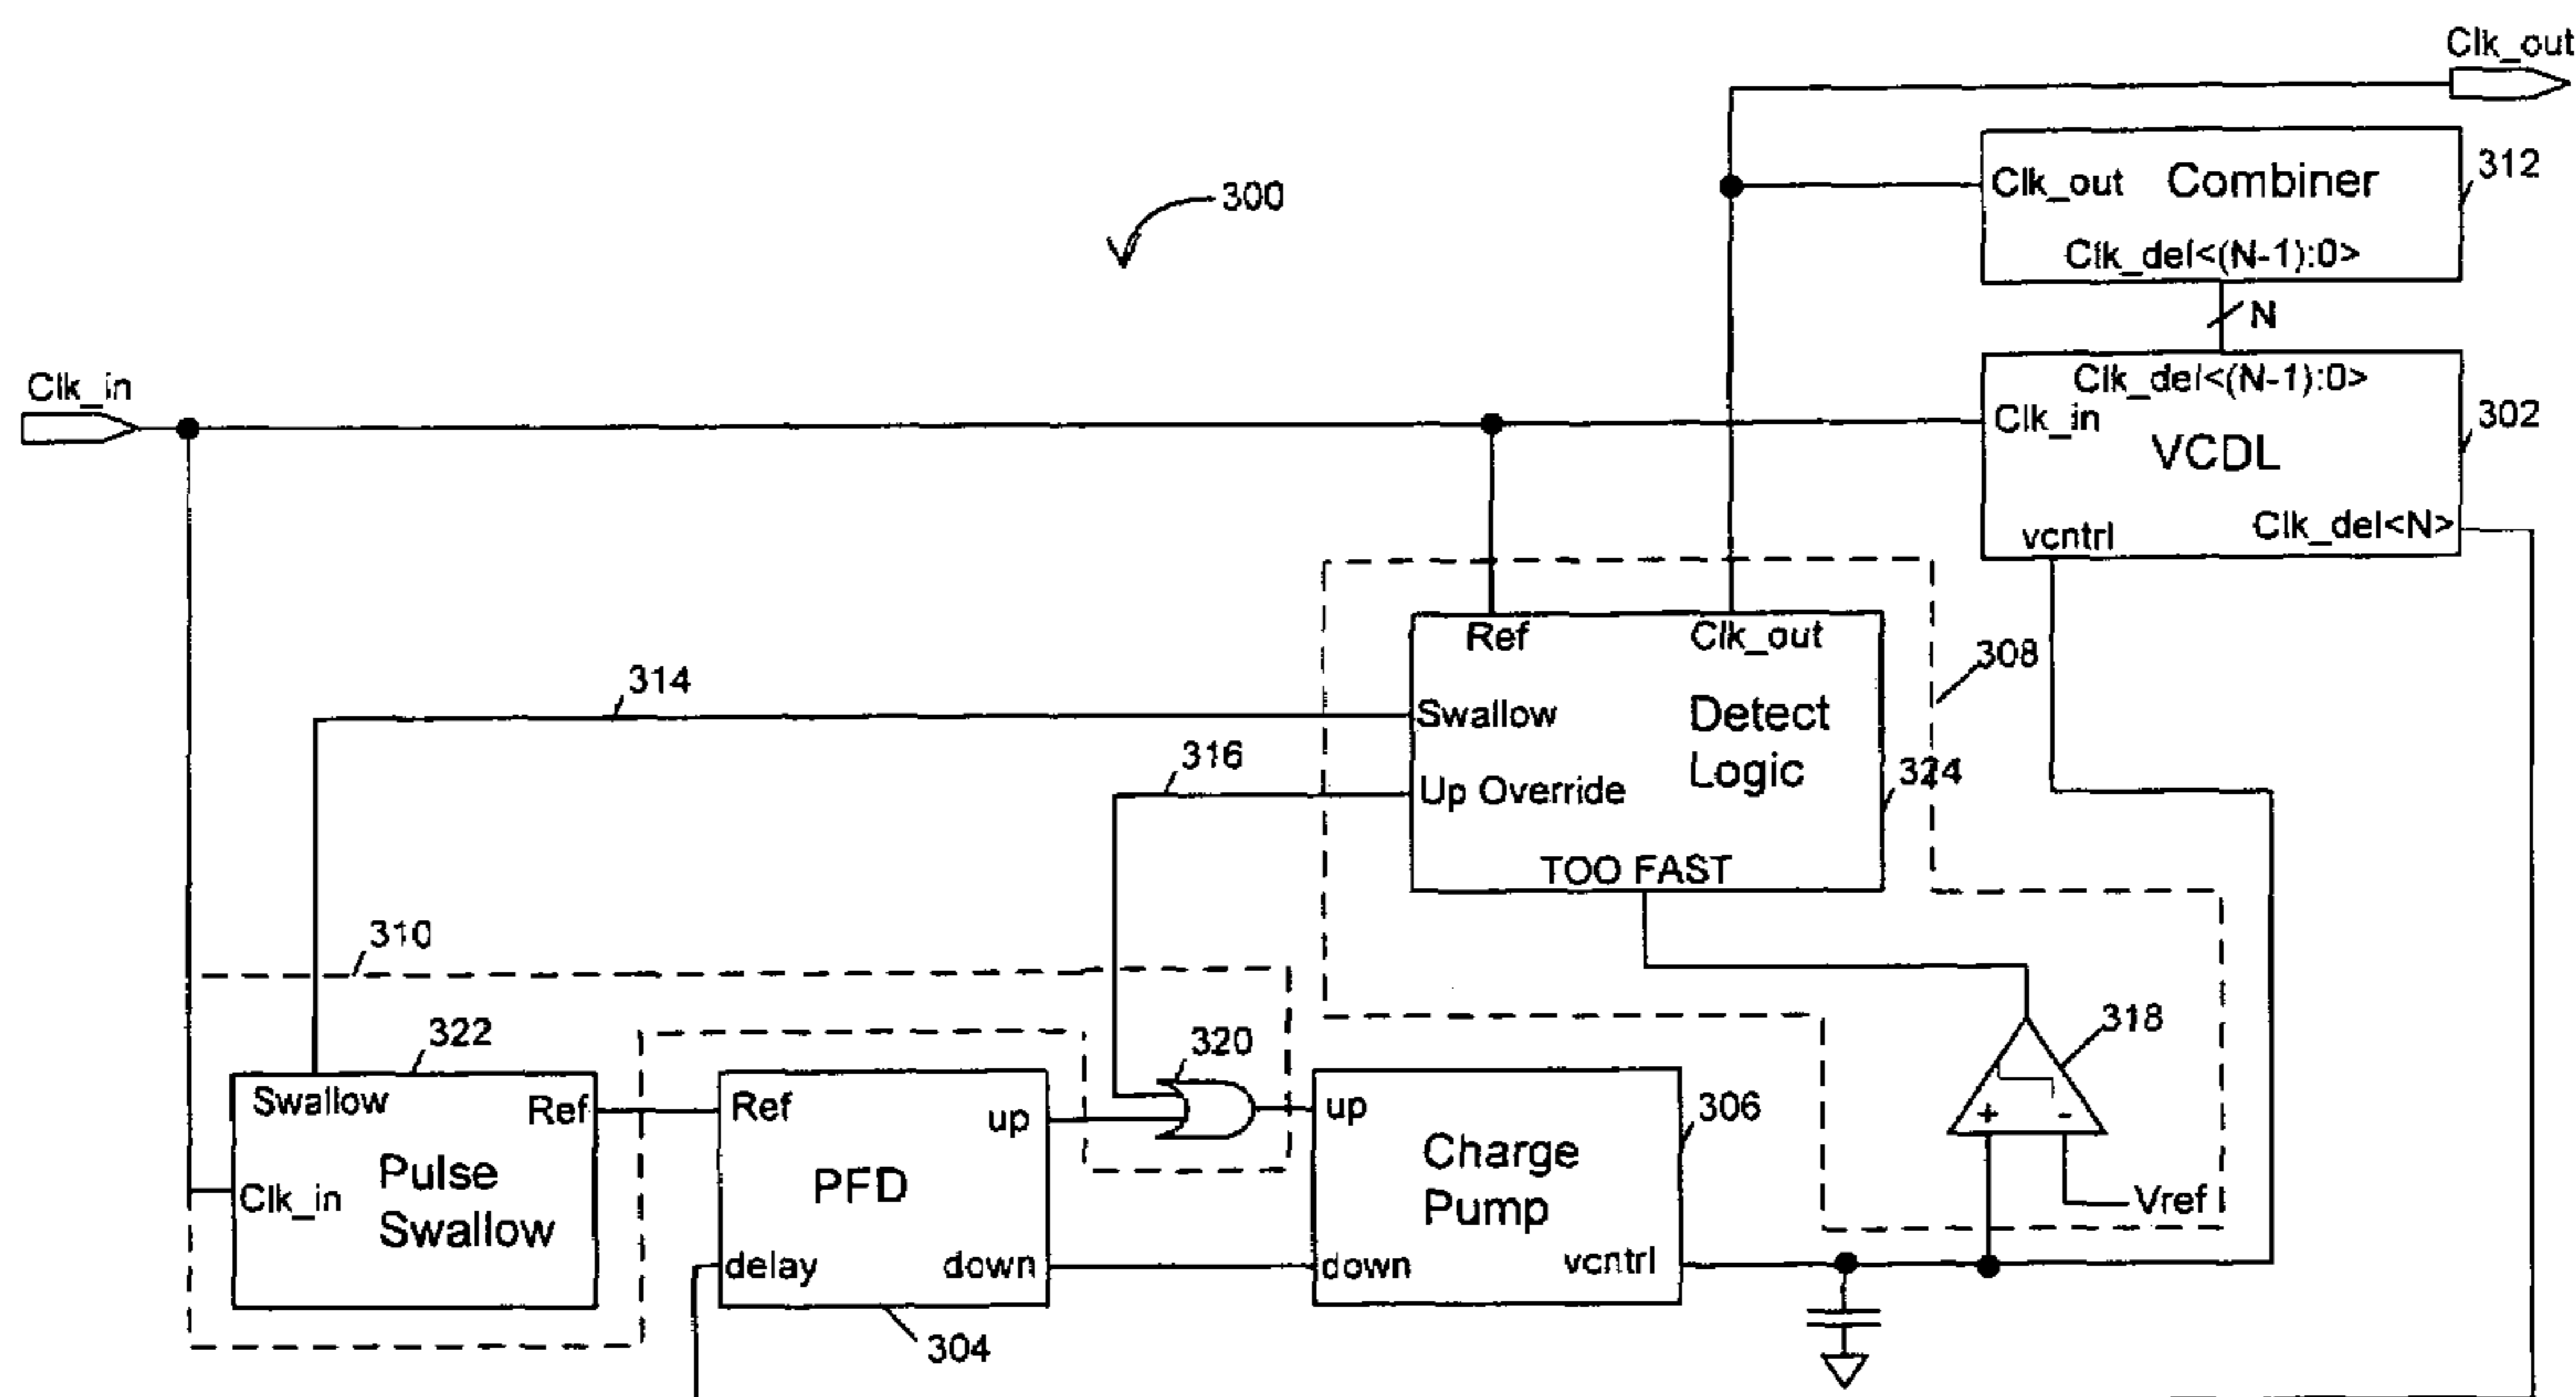 Clk_out
Clk_out Combiner
312
Clk_del<(N-1):0>
300
N
Clk_in
Clk_del<(N-1):0>
Clk_in
302
VCDL
Clk_del<N>
vcntrl
Ref
Clk_out
308
314
Swallow
Detect
Logic
316
Up Override
324
TOO FAST
310
322
320
318
Swallow
Ref
Ref
up
up
306
+
-
Pulse
Swallow
Clk_in
PFD
Charge
Pump
Vref
delay
down
down
vcntrl
304